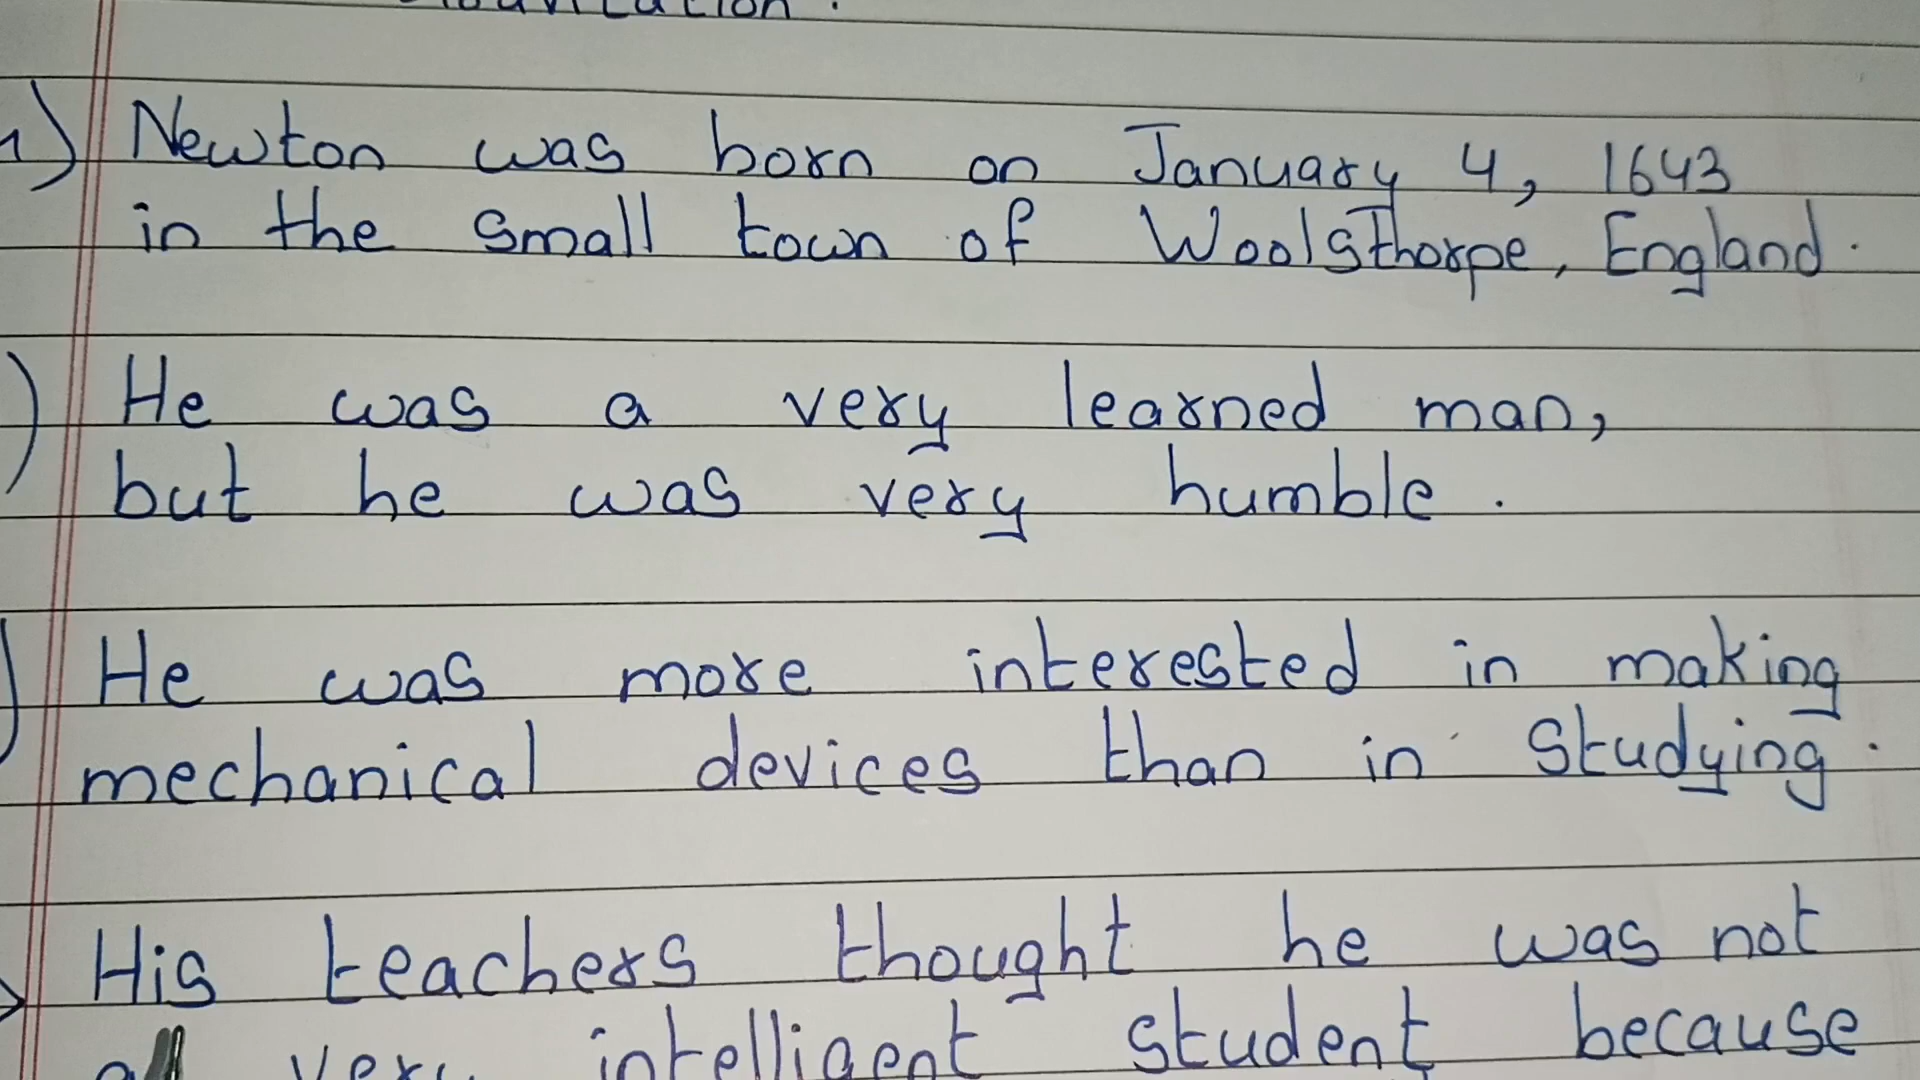 Newton was born on January 4, 1643
in the small town of Woolsthorpe, England.
He was a very learned man,
but he was very humble.
He was more interested in making
mechanical devices than in studying.
His teachers thought he was not
very intelligent student because